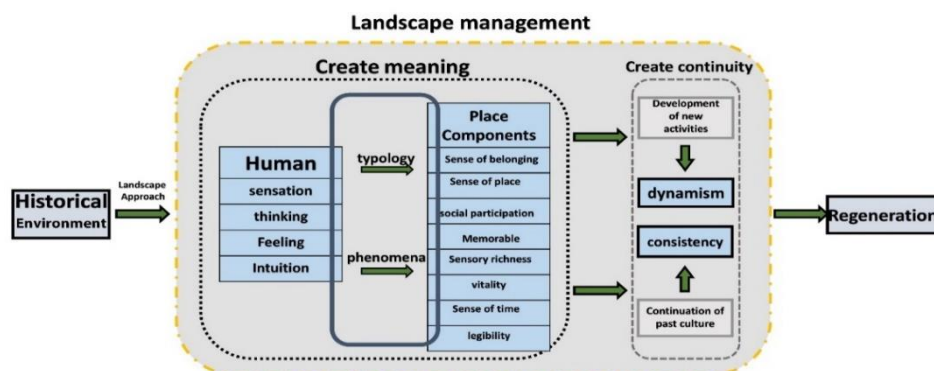 Landscape management
Create meaning
Create continuity
Historical
Environment
Landscape
Approach
Human
sensation
thinking
Feeling
Intuition
typology
phenomena
Place
Components
Sense of belonging
Sense of place
social participation
Memorable
Sensory richness
vitality
Sense of time
legibility
Development
of new
activities
dynamism
consistency
Continuation of
past culture
Regeneration